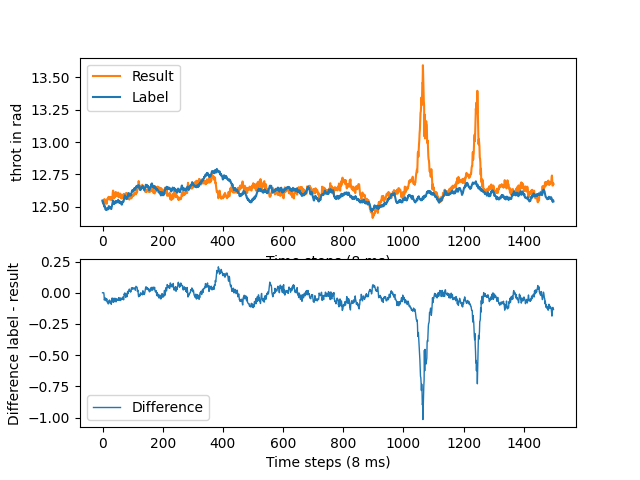 13.50
13.25
13.00
12.75
12.50
throt in rad
Result
Label
0 200 400 600 800 1000 1200 1400
Time steps (8 ms)
0.25
0.00
−0.25
−0.50
−0.75
−1.00
Difference label - result
Difference
0 200 400 600 800 1000 1200 1400
Time steps (8 ms)